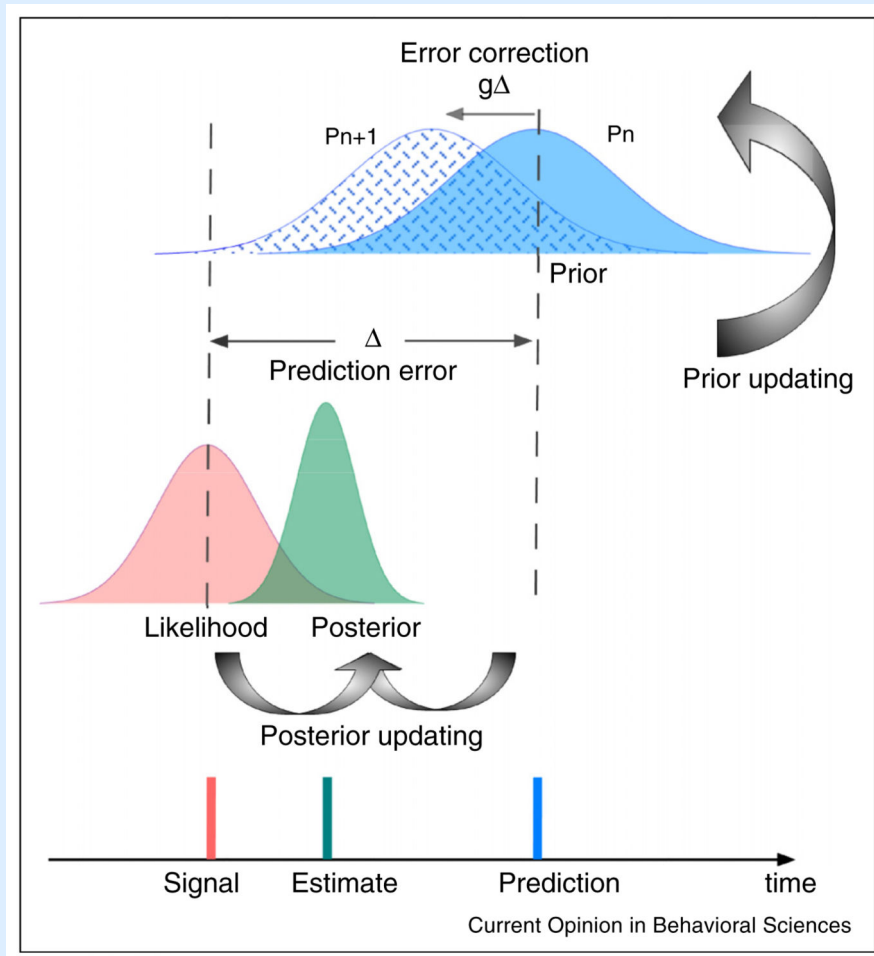 Error correction
gΔ
Pn+1
Pn
Prior
Δ
Prediction error
Prior updating
Likelihood
Posterior
Posterior updating
Signal
Estimate
Prediction
time
Current Opinion in Behavioral Sciences